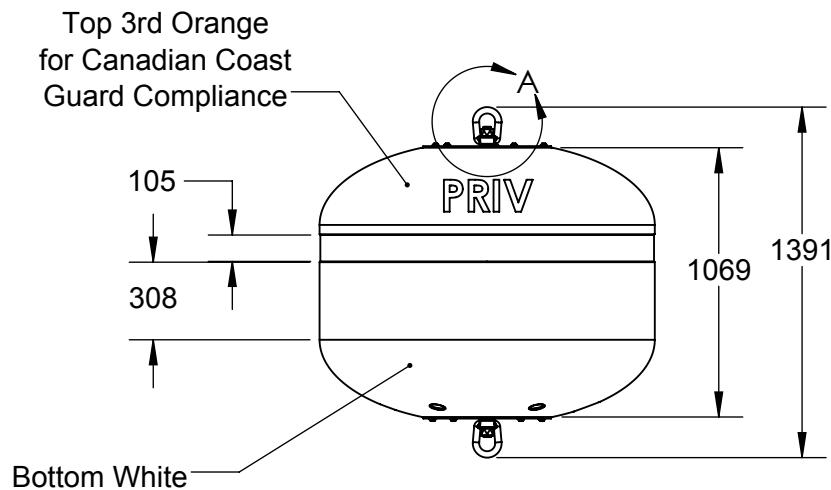 Top 3rd Orange
for Canadian Coast
Guard Compliance
A
PRIV
105
308
1069
1391
Bottom White